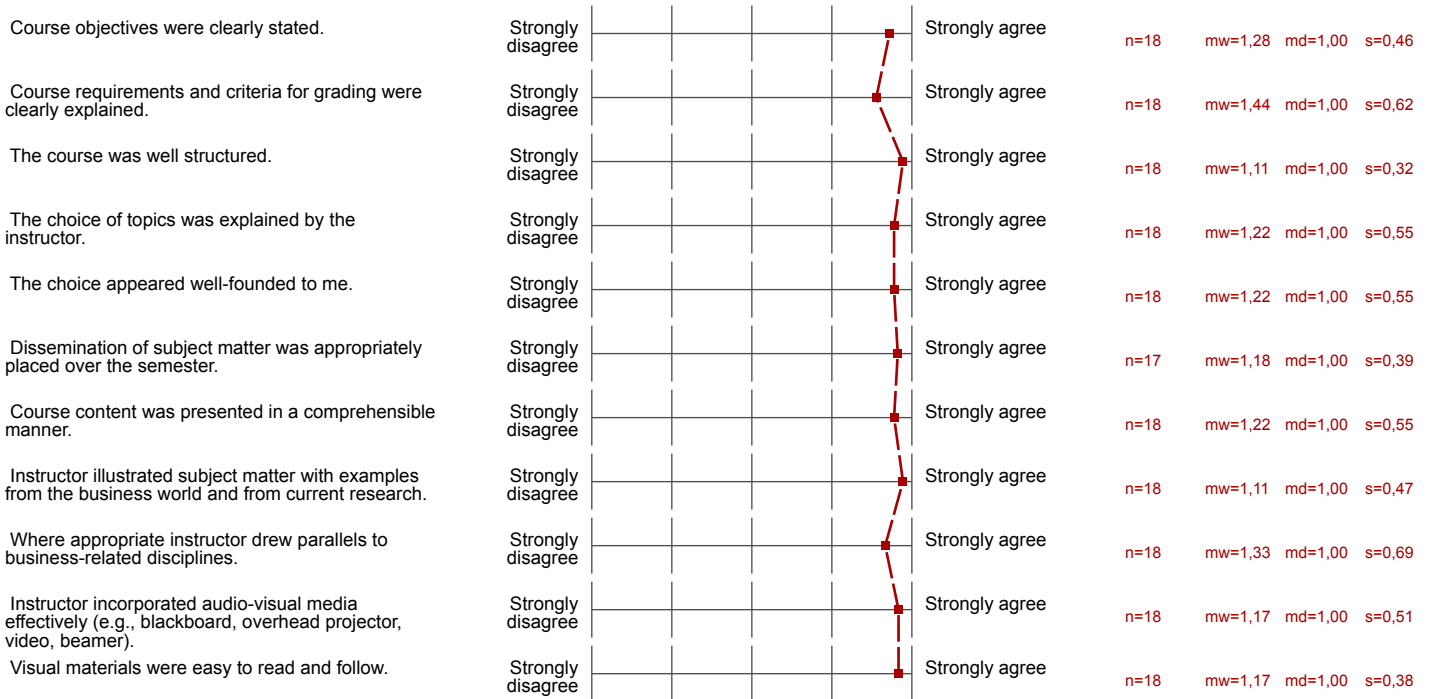 Course objectives were clearly stated.
Strongly
disagree
Strongly agree
n=18 mw=1,28 md=1,00 s=0,46
Course requirements and criteria for grading were
clearly explained.
Strongly
disagree
Strongly agree
n=18 mw=1,44 md=1,00 s=0,62
The course was well structured.
Strongly
disagree
Strongly agree
n=18 mw=1,11 md=1,00 s=0,32
The choice of topics was explained by the
instructor.
Strongly
disagree
Strongly agree
n=18 mw=1,22 md=1,00 s=0,55
The choice appeared well-founded to me.
Strongly
disagree
Strongly agree
n=18 mw=1,22 md=1,00 s=0,55
Dissemination of subject matter was appropriately
placed over the semester.
Strongly
disagree
Strongly agree
n=17 mw=1,18 md=1,00 s=0,39
Course content was presented in a comprehensible
manner.
Strongly
disagree
Strongly agree
n=18 mw=1,22 md=1,00 s=0,55
Instructor illustrated subject matter with examples
from the business world and from current research.
Strongly
disagree
Strongly agree
n=18 mw=1,11 md=1,00 s=0,47
Where appropriate instructor drew parallels to
business-related disciplines.
Strongly
disagree
Strongly agree
n=18 mw=1,33 md=1,00 s=0,69
Instructor incorporated audio-visual media
effectively (e.g., blackboard, overhead projector,
video, beamer).
Strongly
disagree
Strongly agree
n=18 mw=1,17 md=1,00 s=0,51
Visual materials were easy to read and follow.
Strongly
disagree
Strongly agree
n=18 mw=1,17 md=1,00 s=0,38